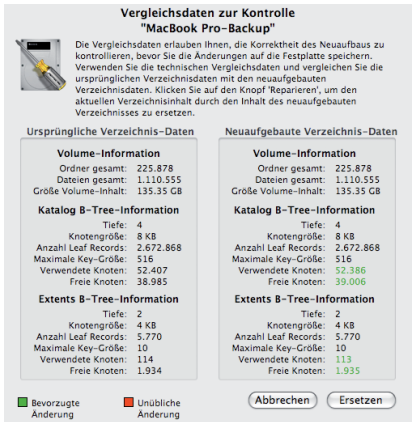 Vergleichsdaten zur Kontrolle
"MacBook Pro-Backup"
Die Vergleichsdaten erlauben Ihnen, die Korrektheit des Neuaufbaus zu
kontrollieren, bevor Sie die Änderungen auf die Festplatte speichern.
Verwenden Sie die technischen Vergleichsdaten und vergleichen Sie die
ursprünglichen Verzeichnisdaten mit den neuaufgebauten
Verzeichnisdaten. Klicken Sie auf den Knopf 'Reparieren', um den
aktuellen Verzeichnisinhalt durch den Inhalt des neuaufgebauten
Verzeichnisses zu ersetzen.
Ursprüngliche Verzeichnis-Daten
Volume-Information
Ordner gesamt: 225.878
Dateien gesamt: 1.110.555
Größe Volume-Inhalt: 135.35 GB
Katalog B-Tree-Information
Tiefe: 4
Knotengröße: 8 KB
Anzahl Leaf Records: 2.672.868
Maximale Key-Größe: 516
Verwendete Knoten: 52.407
Freie Knoten: 38.985
Extents B-Tree-Information
Tiefe: 2
Knotengröße: 4 KB
Anzahl Leaf Records: 5.770
Maximale Key-Größe: 10
Verwendete Knoten: 114
Freie Knoten: 1.934
Neuaufgebaute Verzeichnis-Daten
Volume-Information
Ordner gesamt: 225.878
Dateien gesamt: 1.110.555
Größe Volume-Inhalt: 135.35 GB
Katalog B-Tree-Information
Tiefe: 4
Knotengröße: 8 KB
Anzahl Leaf Records: 2.672.868
Maximale Key-Größe: 516
Verwendete Knoten: 52.386
Freie Knoten: 39.006
Extents B-Tree-Information
Tiefe: 2
Knotengröße: 4 KB
Anzahl Leaf Records: 5.770
Maximale Key-Größe: 10
Verwendete Knoten: 113
Freie Knoten: 1.935
Bevorzugte
Änderung
Unübliche
Änderung
Abbrechen
Ersetzen